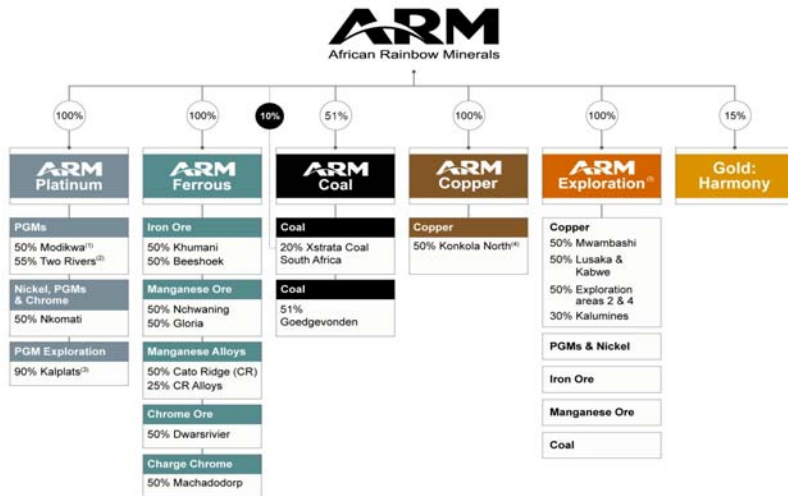 ARM
African Rainbow Minerals
100%
100%
10%
51%
100%
100%
15%
ARM
Platinum
PGMs
50% Modikwa(1)
55% Two Rivers(2)
Nickel, PGMs
& Chrome
50% Nkomati
PGM Exploration
90% Kalplats(3)
ARM
Ferrous
Iron Ore
50% Khumani
50% Beeshoek
Manganese Ore
50% Nchwaning
50% Gloria
Manganese Alloys
50% Cato Ridge (CR)
25% CR Alloys
Chrome Ore
50% Dwarsrivier
Charge Chrome
50% Machadodorp
ARM
Coal
Coal
20% Xstrata Coal
South Africa
Coal
51%
Goedgevonden
ARM
Copper
Copper
50% Konkola North(4)
ARM
Exploration(5)
Copper
50% Mwambashi
50% Lusaka &
Kabwe
50% Exploration
areas 2 & 4
30% Kalumines
PGMs & Nickel
Iron Ore
Manganese Ore
Coal
Gold:
Harmony